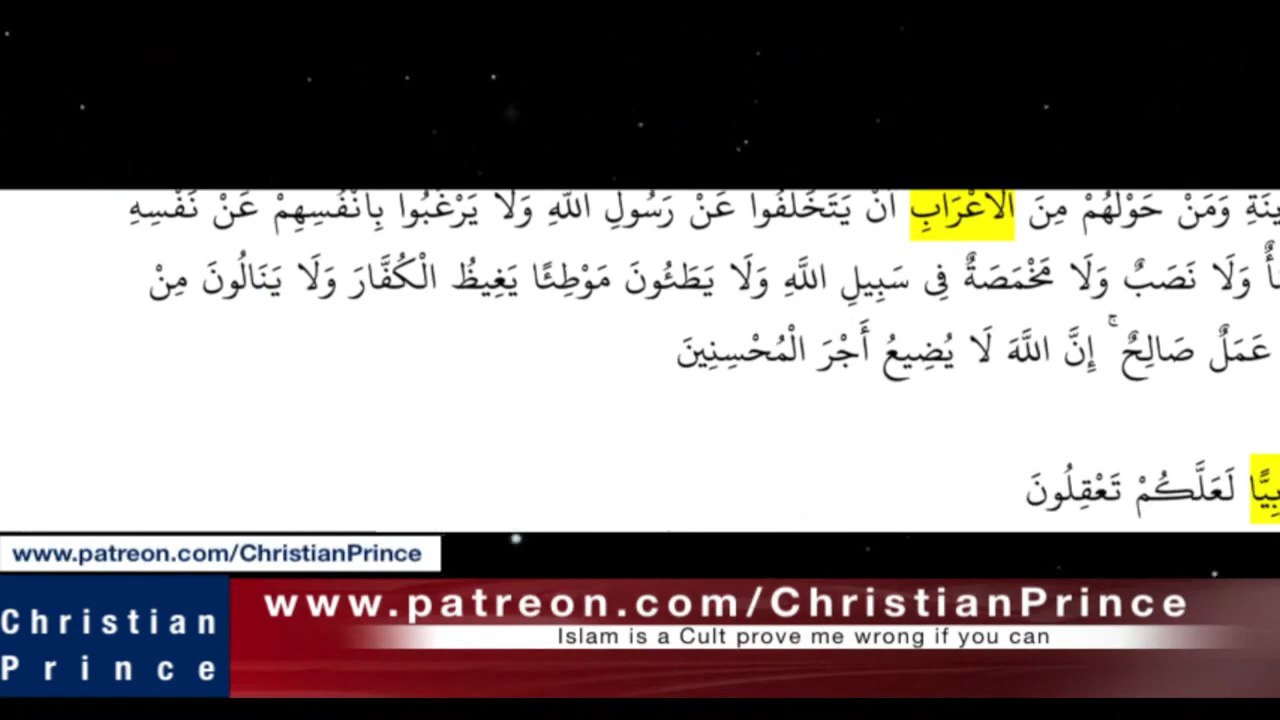 وَمَنْ حَوْلَهُمْ مِنَ الْأَعْرَابِ أَنْ يَتَخَلَّفُوا عَنْ رَسُولِ اللَّهِ وَلَا يَرْغَبُوا بِأَنْفُسِهِمْ عَنْ نَفْسِهِ
وَلَا نَصَبٌ وَلَا مَخْمَصَةٌ فِي سَبِيلِ اللَّهِ وَلَا يَطَئُونَ مَوْطِئًا يَغِيظُ الْكُفَّارَ وَلَا يَنَالُونَ مِنْ
عَمَلٌ صَالِحٌ ۚ إِنَّ اللَّهَ لَا يُضِيعُ أَجْرَ الْمُحْسِنِينَ
لَعَلَّكُمْ تَعْقِلُونَ
www.patreon.com/ChristianPrince
Christian
Prince
www.patreon.com/ChristianPrince
Islam is a Cult prove me wrong if you can